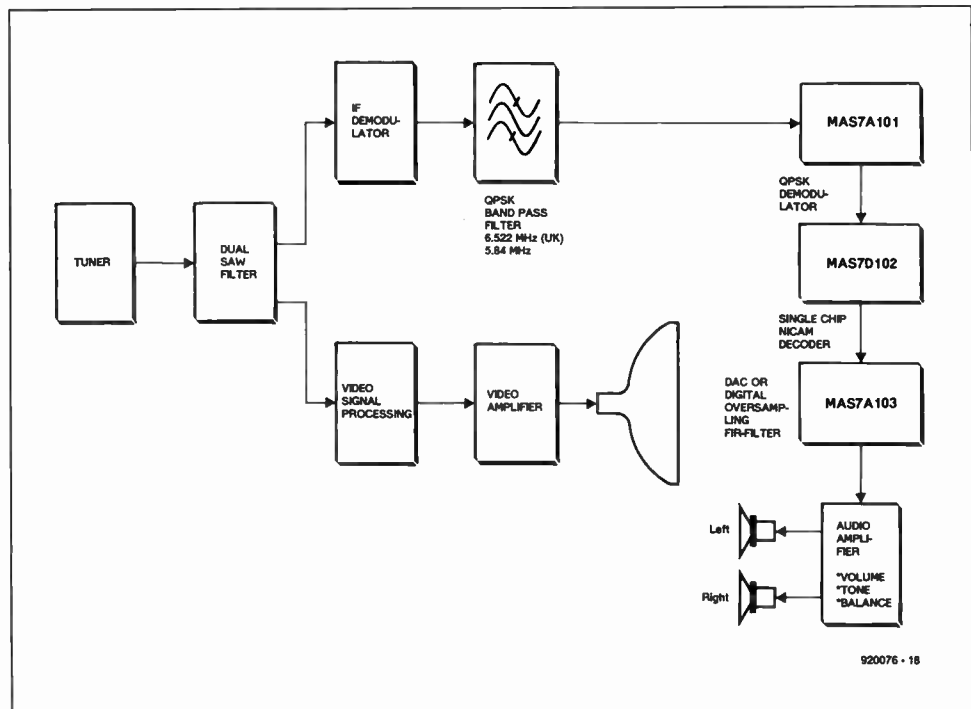 IF
DEMODU-
LATOR
QPSK
BAND PASS
FILTER
6.522 MHz (UK)
5.84 MHz
MAS7A101
QPSK
DEMODU-
LATOR
TUNER
DUAL
SAW
FILTER
MAS7D102
SINGLE CHIP
NICAM
DECODER
VIDEO
SIGNAL
PROCESSING
VIDEO
AMPLIFIER
DAC OR
DIGITAL
OVERSAMP-
LING
FIR-FILTER
MAS7A103
Left
Right
AUDIO
AMPLI-
FIER
*VOLUME
*TONE
*BALANCE
920076 - 18